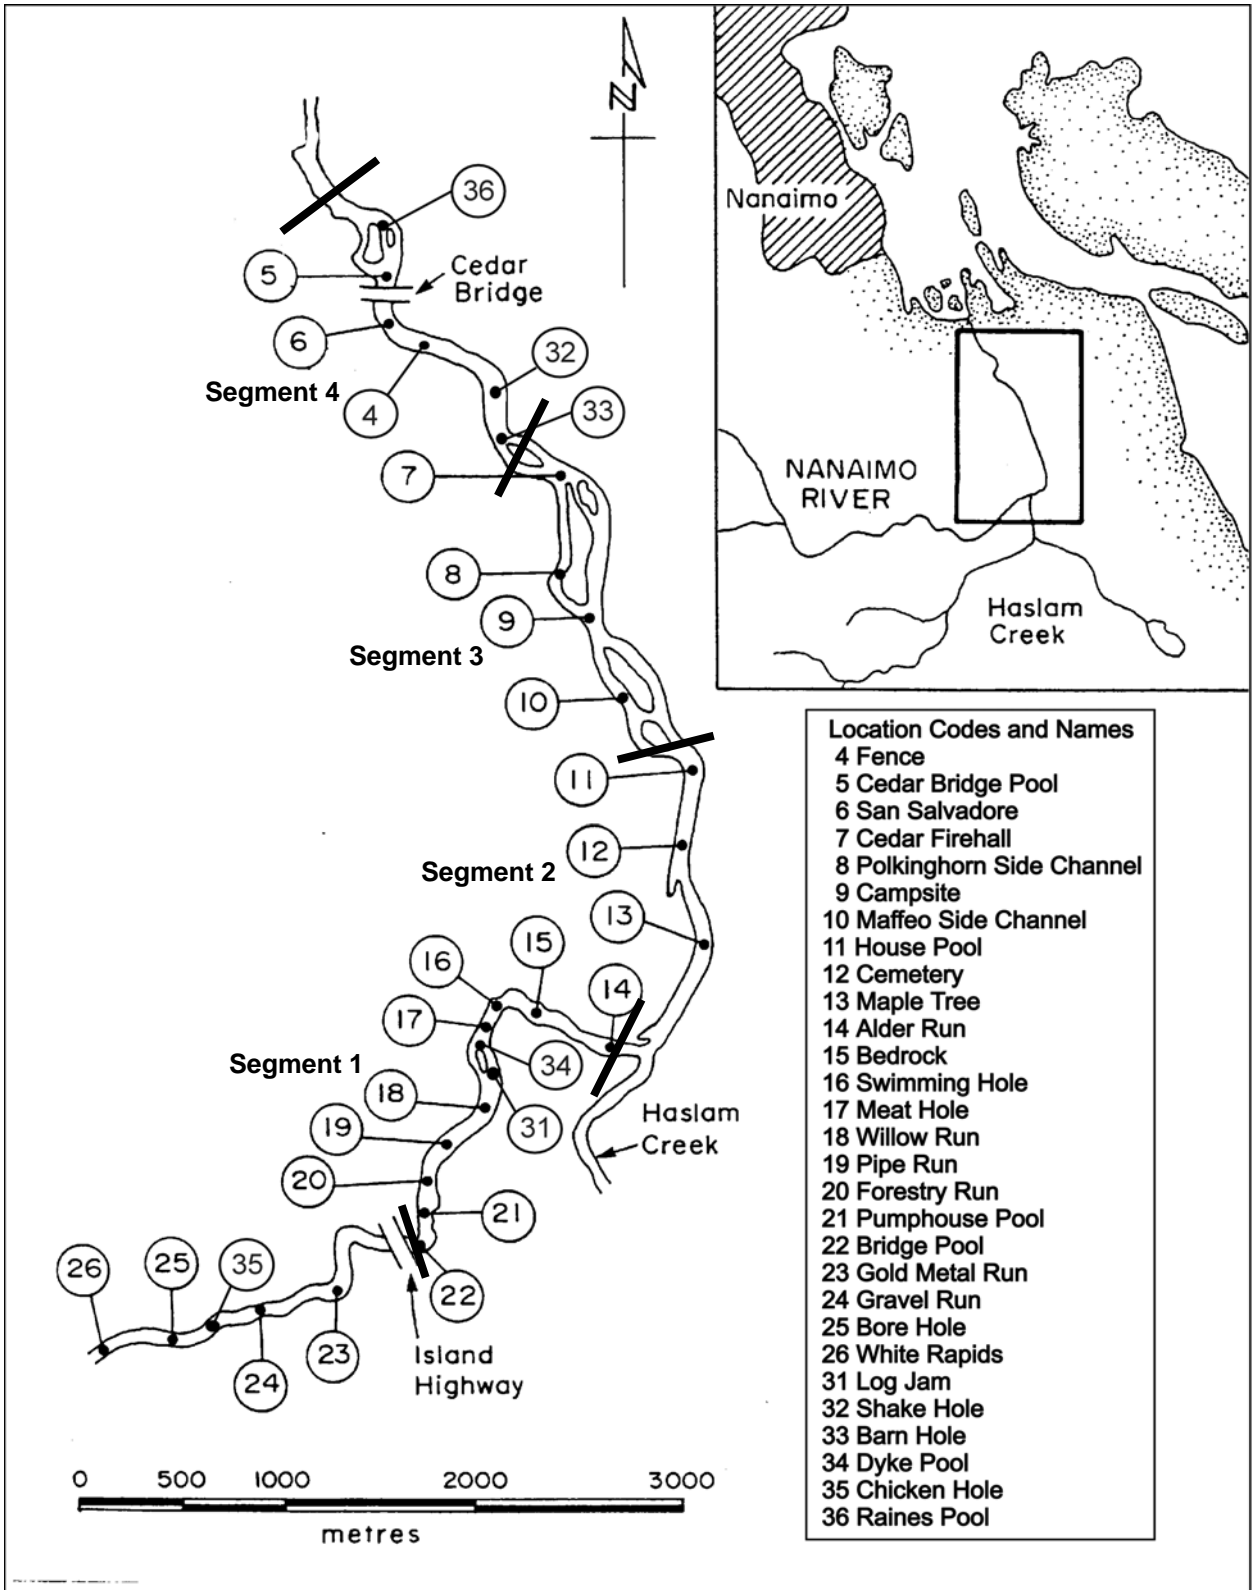 N
36
5
Cedar
Bridge
6
32
Segment 4
4
33
7
8
9
Segment 3
10
11
12
Segment 2
13
15
16
14
17
Segment 1
34
18
31
19
Haslam
Creek
20
21
26
25
35
22
23
24
Island
Highway
0 500 1000 2000 3000
metres
Nanaimo
NANAIMO
RIVER
Haslam
Creek
Location Codes and Names
4 Fence
5 Cedar Bridge Pool
6 San Salvadore
7 Cedar Firehall
8 Polkinghorn Side Channel
9 Campsite
10 Maffeo Side Channel
11 House Pool
12 Cemetery
13 Maple Tree
14 Alder Run
15 Bedrock
16 Swimming Hole
17 Meat Hole
18 Willow Run
19 Pipe Run
20 Forestry Run
21 Pumphouse Pool
22 Bridge Pool
23 Gold Metal Run
24 Gravel Run
25 Bore Hole
26 White Rapids
31 Log Jam
32 Shake Hole
33 Barn Hole
34 Dyke Pool
35 Chicken Hole
36 Raines Pool